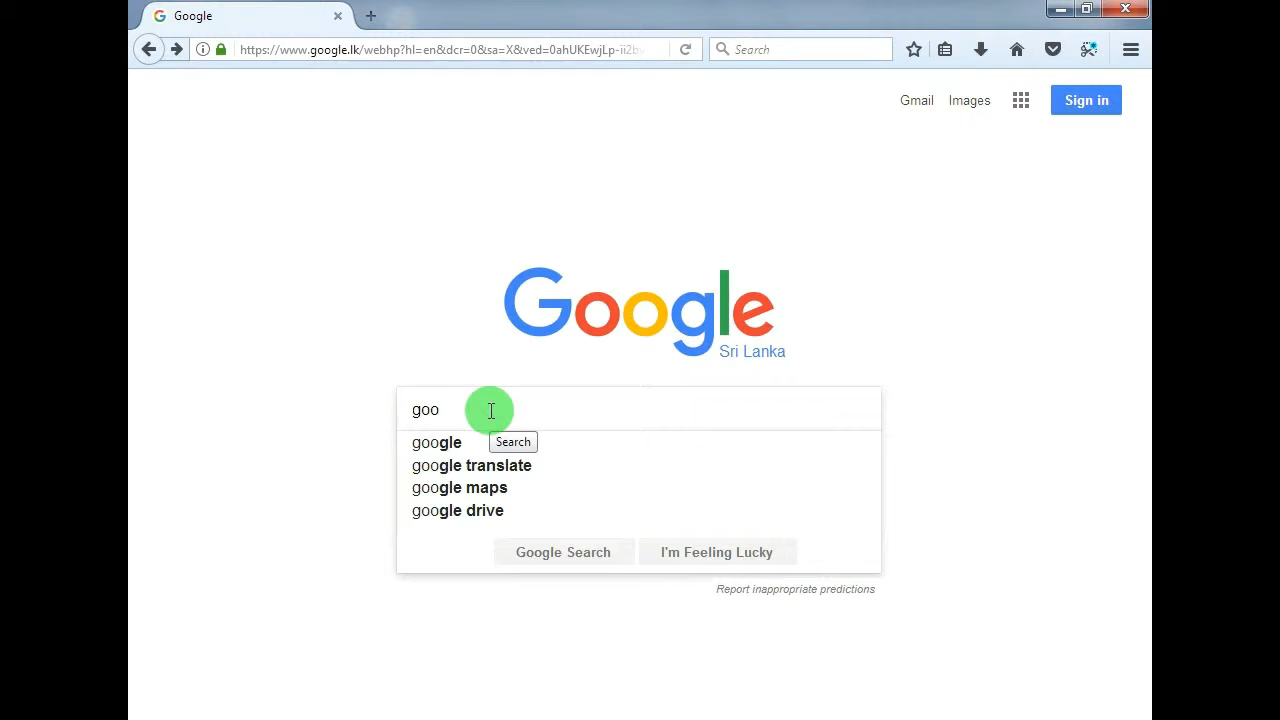 Google
https://www.google.lk/webhp?hl=en&dcr=0&sa=X&ved=0ahUKEwjLp-ii2bv
Search
Gmail Images Sign in
Google
Sri Lanka
goo
google
Search
google translate
google maps
google drive
Google Search I'm Feeling Lucky
Report inappropriate predictions